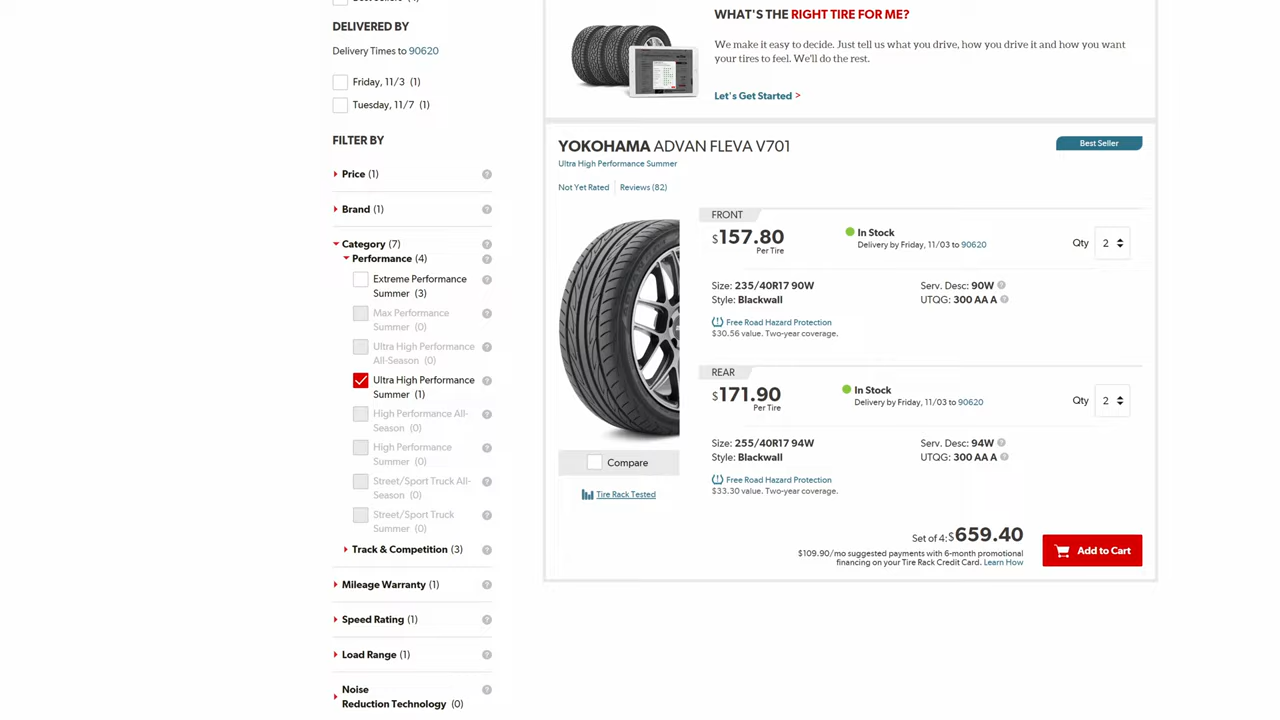 DELIVERED BY
Delivery Times to 90620
Friday, 11/3 (1)
Tuesday, 11/7 (1)
FILTER BY
Price (1)
Brand (1)
Category (7)
Performance (4)
Extreme Performance
Summer (3)
Max Performance
Summer (0)
Ultra High Performance
All-Season (0)
Ultra High Performance
Summer (1)
High Performance All-
Season (0)
High Performance
Summer (0)
Street/Sport Truck All-
Season (0)
Street/Sport Truck
Summer (0)
Track & Competition (3)
Mileage Warranty (1)
Speed Rating (1)
Load Range (1)
Noise
Reduction Technology (0)
WHAT'S THE RIGHT TIRE FOR ME?
We make it easy to decide. Just tell us what you drive, how you drive it and how you want
your tires to feel. We'll do the rest.
Let's Get Started >
YOKOHAMA ADVAN FLEVA V701
Best Seller
Ultra High Performance Summer
Not Yet Rated Reviews (82)
FRONT
$157.80
Per Tire
In Stock
Delivery by Friday, 11/03 to 90620
Qty 2
Size: 235/40R17 90W
Serv. Desc: 90W
Style: Blackwall
UTQG: 300 AA A
Free Road Hazard Protection
$30.56 value. Two-year coverage.
REAR
$171.90
Per Tire
In Stock
Delivery by Friday, 11/03 to 90620
Qty 2
Size: 255/40R17 94W
Serv. Desc: 94W
Style: Blackwall
UTQG: 300 AA A
Free Road Hazard Protection
$33.30 value. Two-year coverage.
Compare
Tire Rack Tested
Set of 4: $659.40
$109.90/mo suggested payments with 6-month promotional
financing on your Tire Rack Credit Card. Learn How
Add to Cart